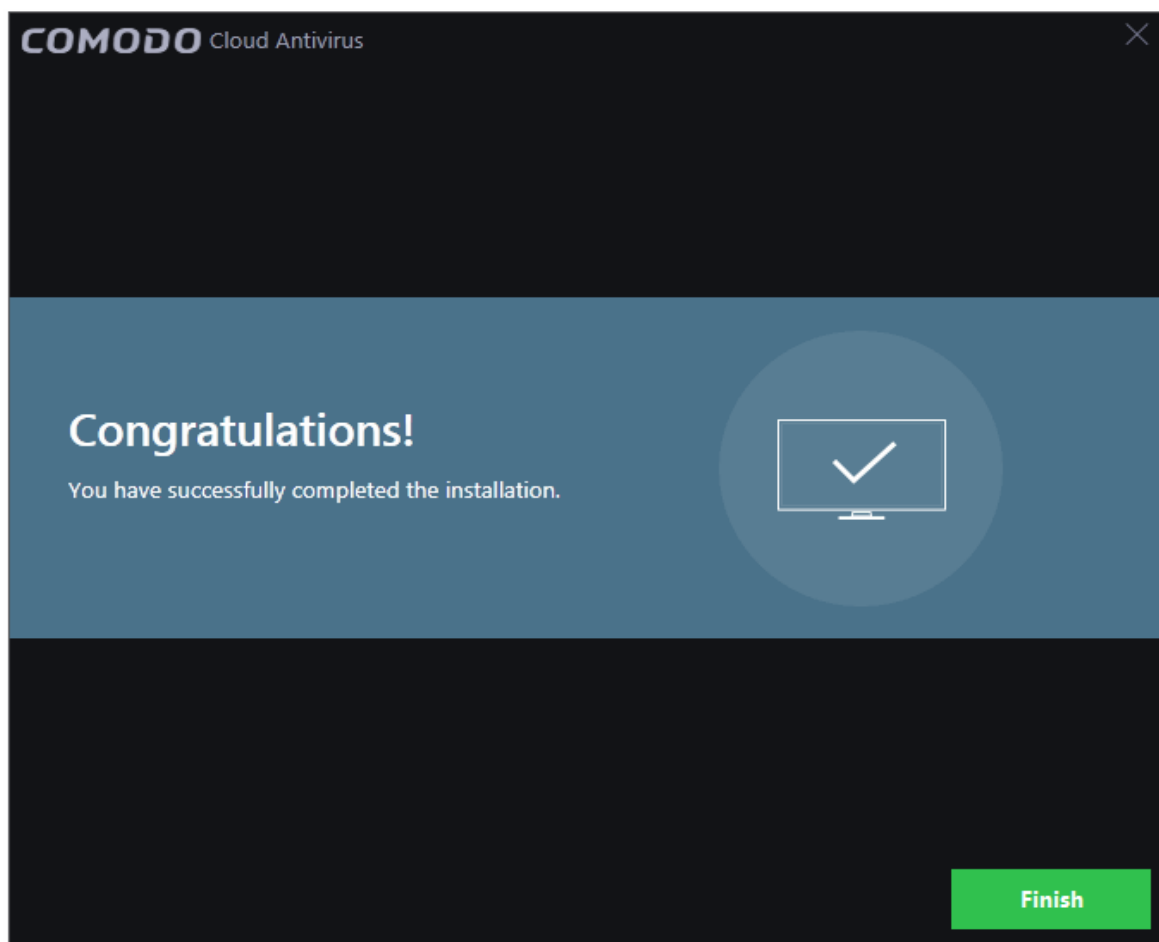 COMODO Cloud Antivirus
Congratulations!
You have successfully completed the installation.
Finish